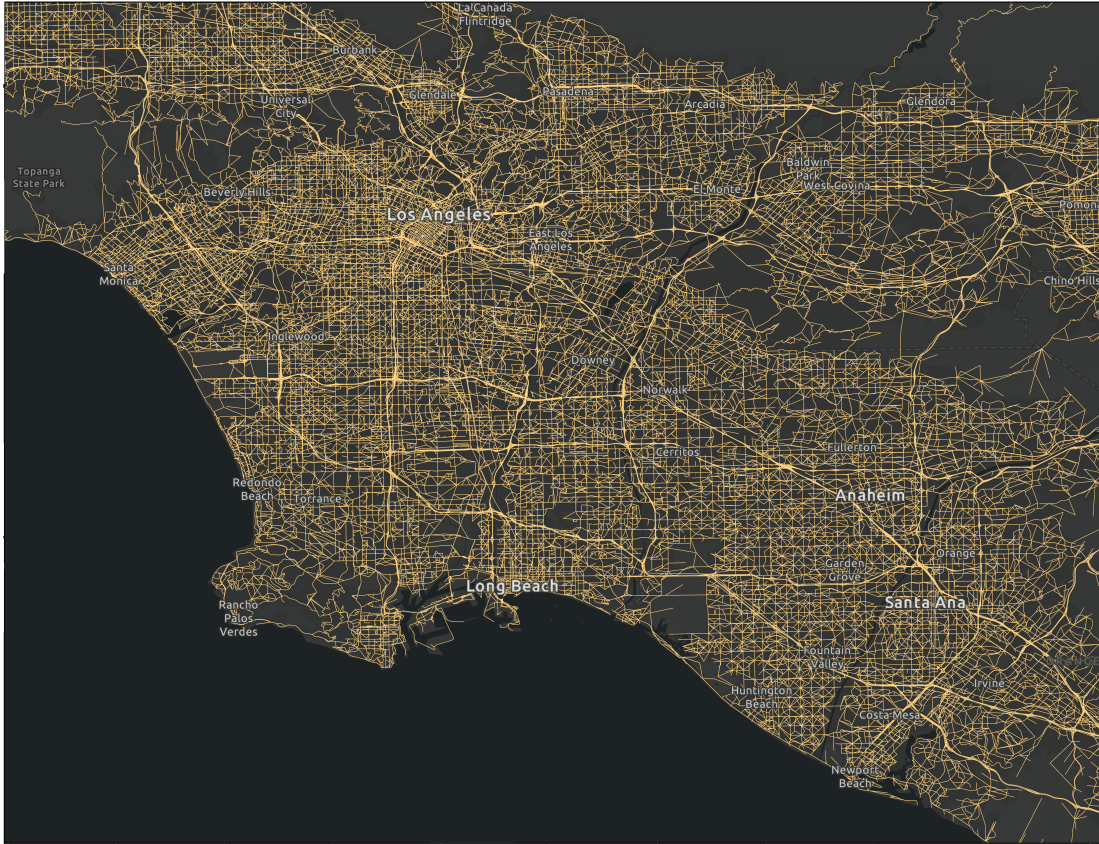 La Cañada
Flintridge
Burbank
Glendale
Pasadena
Universal
City
Arcadia
Glendora
Topanga
State Park
Baldwin
Park
West Covina
Beverly Hills
El Monte
Pomona
Los Angeles
East Los
Angeles
Santa
Monica
Chino Hills
Inglewood
Downey
Norwalk
Fullerton
Cerritos
Redondo
Beach
Torrance
Anaheim
Orange
Garden
Grove
Long Beach
Santa Ana
Rancho
Palos
Verdes
Fountain
Valley
ORANGE
Irvine
Huntington
Beach
Costa Mesa
Newport
Beach